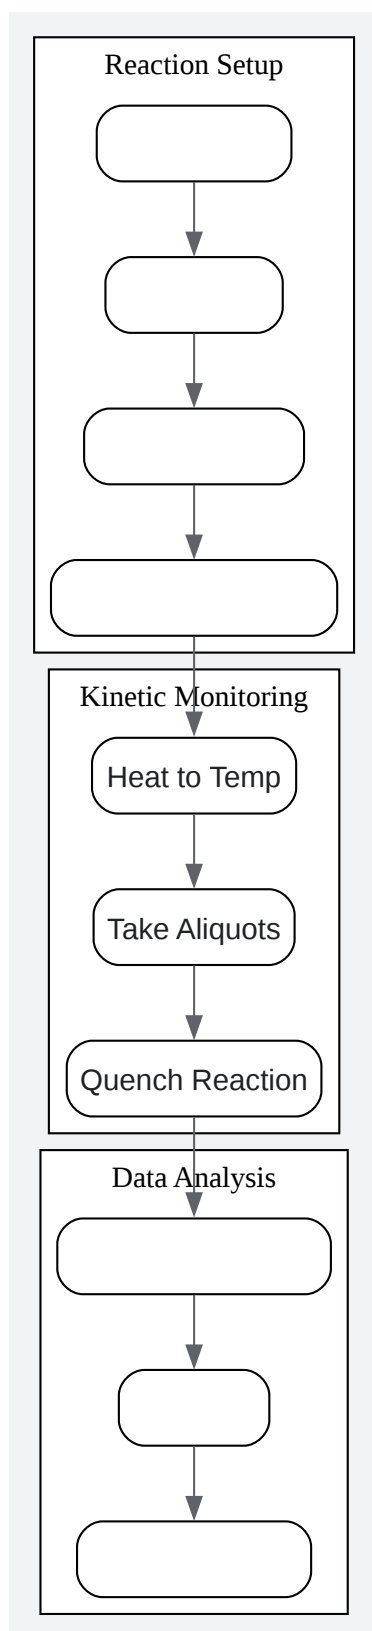 Reaction Setup
Kinetic Monitoring
Heat to Temp
Take Aliquots
Quench Reaction
Data Analysis